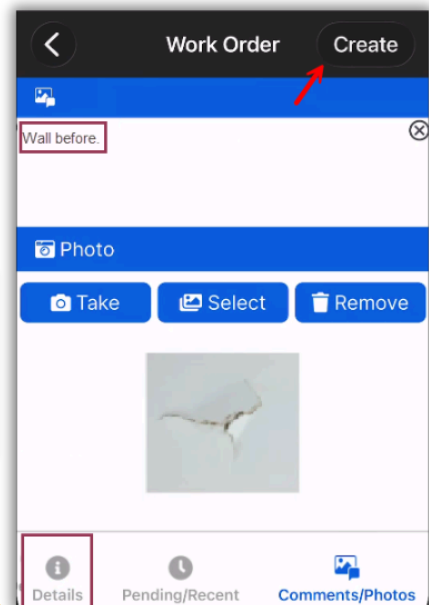 Work Order
Create
Wall before.
Photo
Take
Select
Remove
Details
Pending/Recent
Comments/Photos